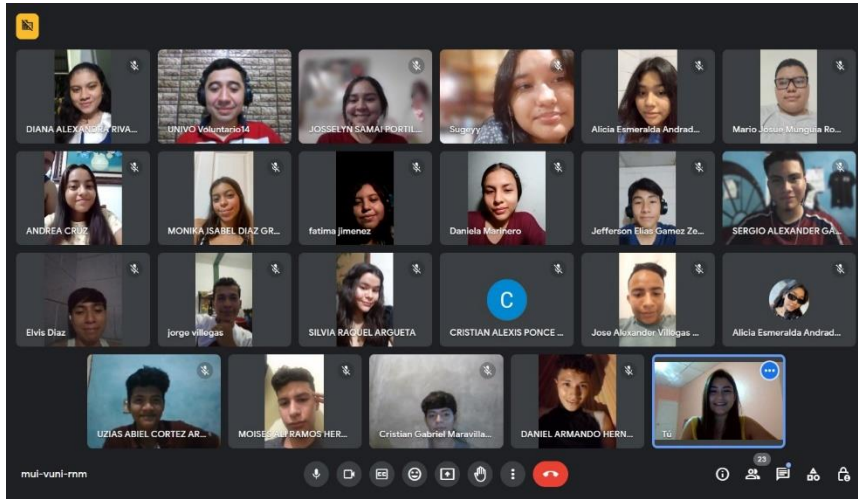 DIANA ALEXANDRA RIVA...
UNIVO Voluntario14
JOSSELYN SAMAI PORTIL...
Sugeyy
Alicia Esmeralda Andrad...
Mario Josue Munguia Ro...
ANDREA CRUZ
MONIKA ISABEL DIAZ GR...
fatima jimenez
Daniela Marinero
Jefferson Elias Gamez Ze...
SERGIO ALEXANDER GA...
Elvis Diaz
jorge villegas
SILVIA RAQUEL ARGUETA
C
CRISTIAN ALEXIS PONCE ...
Jose Alexander Villegas ...
Alicia Esmeralda Andrad...
UZIAS ABIEL CORTEZ AR...
MOISES ALI RAMOS HER...
Cristian Gabriel Maravilla...
DANIEL ARMANDO HERN...
Tú
mui-vuni-rnm
CC
23